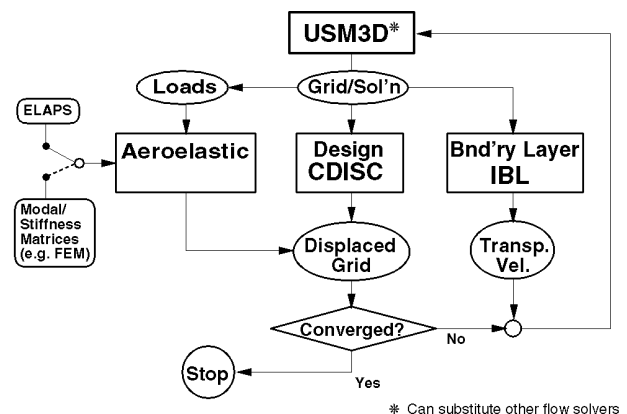 USM3D*
Loads
Grid/Sol'n
ELAPS
Aeroelastic
Design
CDISC
Bnd'ry Layer
IBL
Modal/
Stiffness
Matrices
(e.g. FEM)
Displaced
Grid
Transp.
Vel.
Converged?
No
Stop
Yes
* Can substitute other flow solvers